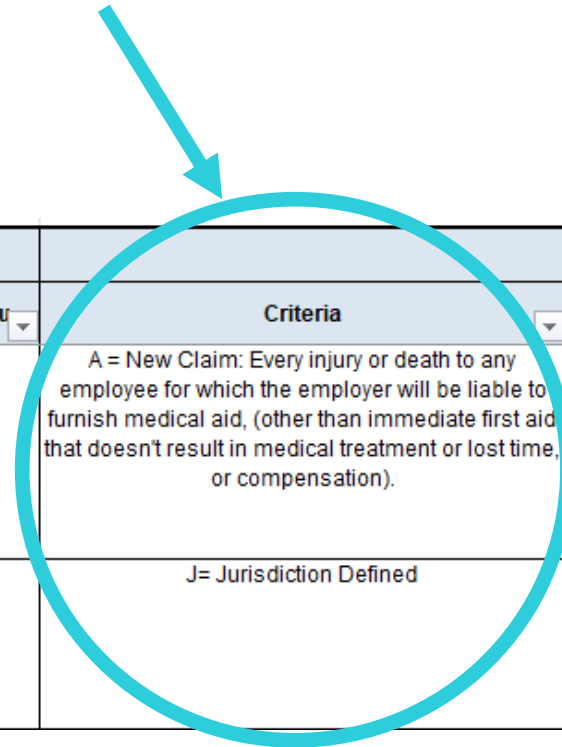 Criteria
A = New Claim: Every injury or death to any
employee for which the employer will be liable to
furnish medical aid, (other than immediate first aid
that doesn't result in medical treatment or lost time,
or compensation).
J= Jurisdiction Defined